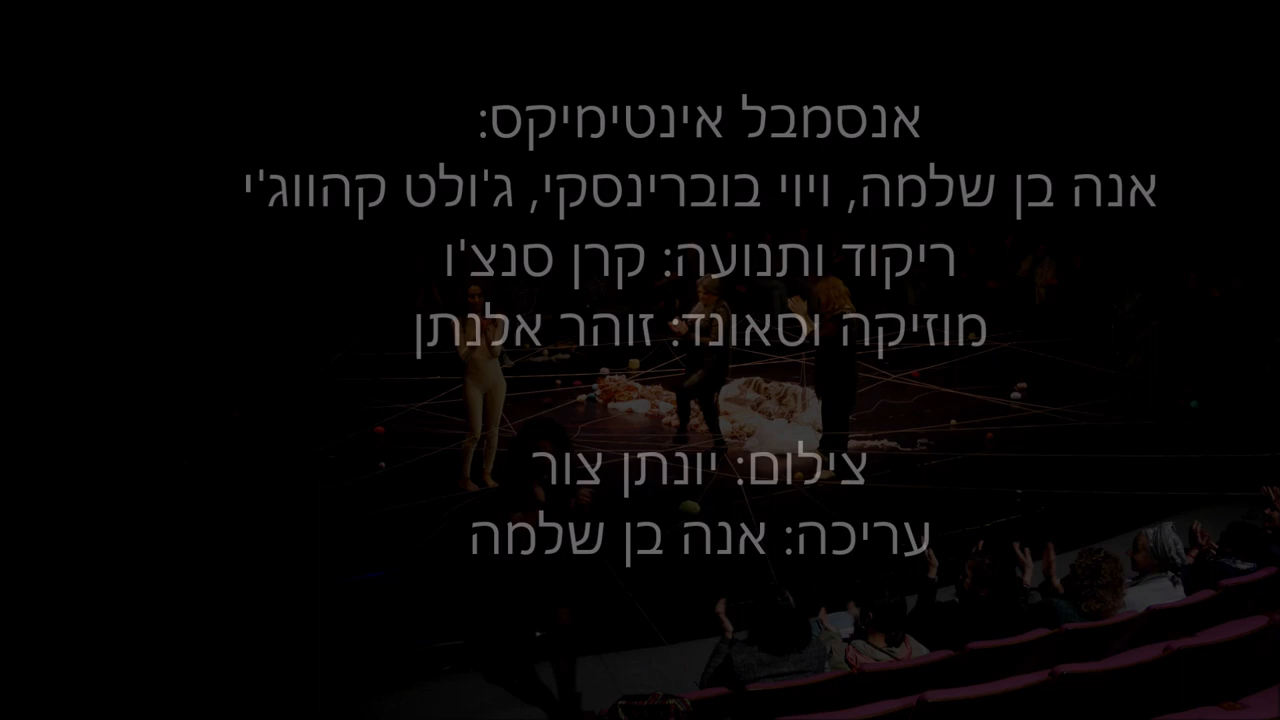 אנסמבל אינטימיקס:
אנה בן שלמה, ויוי בוברינסקי, ג'ולט קהווג'י
ריקוד ותנועה: קרן סנצ'ו
מוזיקה וסאונד: זוהר אלנתן
צילום: יונתן צור
עריכה: אנה בן שלמה